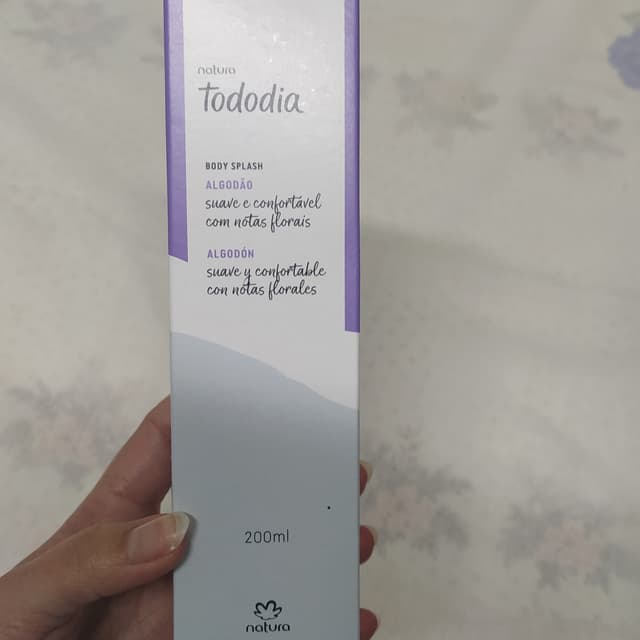 natura
Tododia
BODY SPLASH
ALGODÃO
suave e confortável
com notas florais
ALGODÓN
suave y confortable
con notas florales
200ml
natura